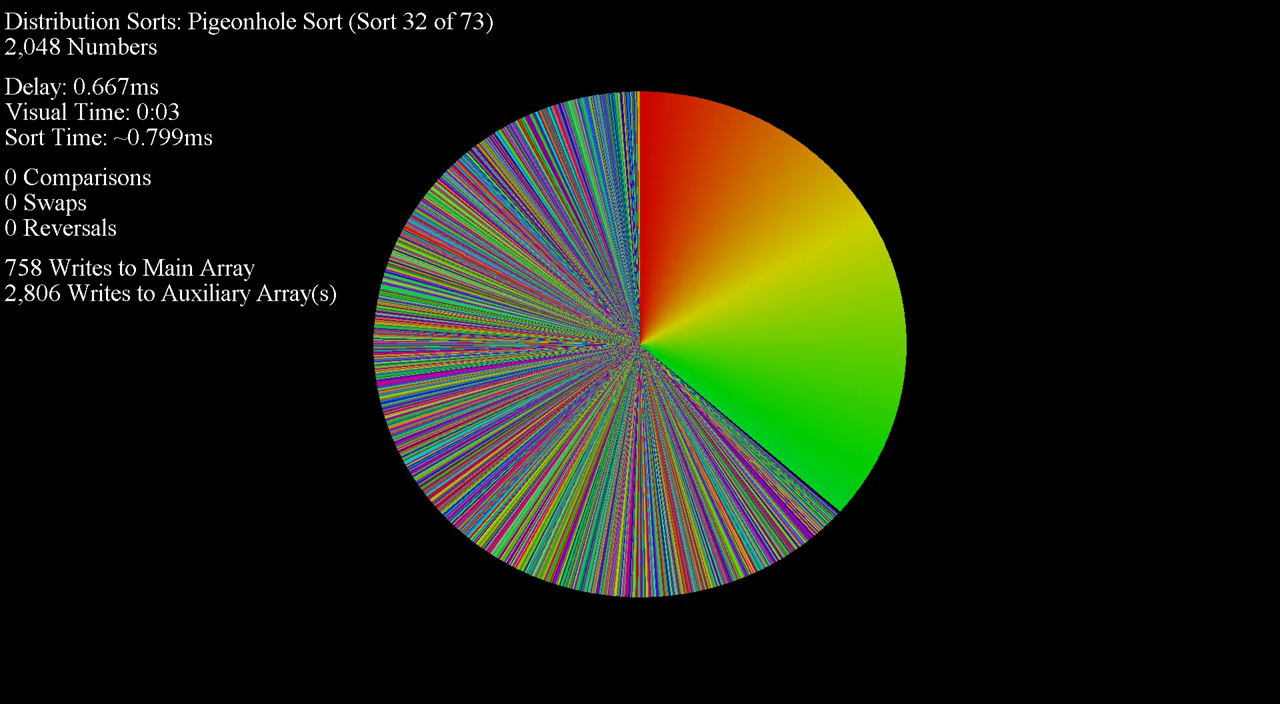 Distribution Sorts: Pigeonhole Sort (Sort 32 of 73)
2,048 Numbers
Delay: 0.667ms
Visual Time: 0:03
Sort Time: ~0.799ms
0 Comparisons
0 Swaps
0 Reversals
758 Writes to Main Array
2,806 Writes to Auxiliary Array(s)